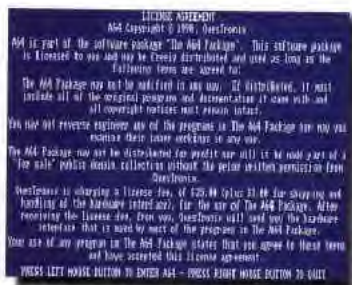 LICENSE AGREEMENT
A64 Copyright © 1990, QuesTronix
A64 is part of the software package "The A64 Package". This software package
is licensed to you and may be freely distributed and used as long as the
following terms are agreed to:
The A64 Package may not be modified in any way. If distributed, it must
include all of the original programs and documentation it came with and
all copyright notices must remain intact.
You may not reverse engineer any of the programs in The A64 Package nor may you
examine their inner workings in any way.
The A64 Package may not be distributed for profit nor will it be made part of a
"for sale" public domain collection without the prior written permission from
QuesTronix.
QuesTronix is charging a license fee, of $25.00 (plus $3.00 for shipping and
handling of the hardware interface), for the use of The A64 Package. After
receiving the license fee, from you, QuesTronix will send you the hardware
interface that is used by most of the programs in The A64 Package.
Your use of any program in The A64 Package states that you agree to these terms
and have accepted this license agreement.
PRESS LEFT MOUSE BUTTON TO ENTER A64 - PRESS RIGHT MOUSE BUTTON TO QUIT